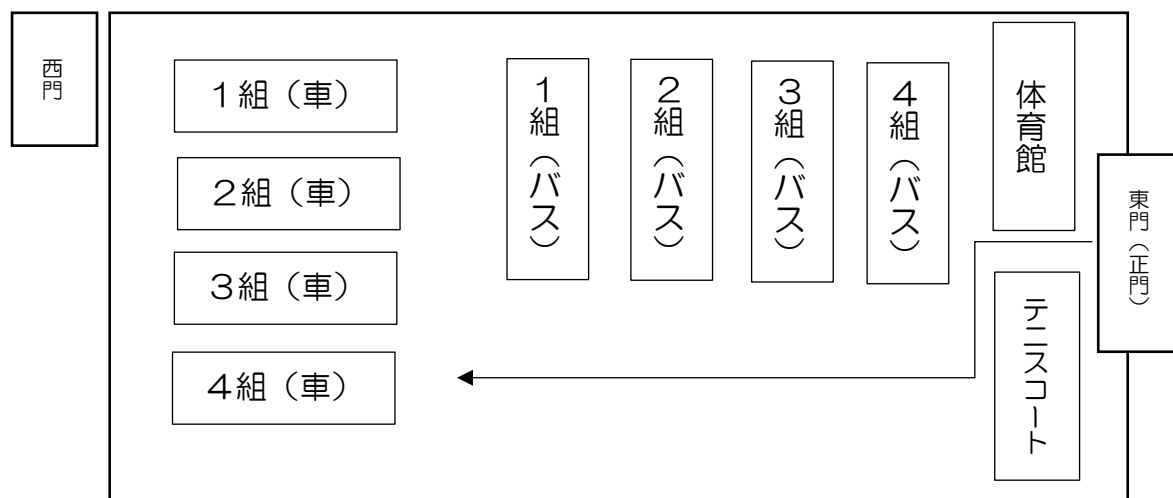 西門
1組（車）
2組（車）
3組（車）
4組（車）
1組（バス）
2組（バス）
3組（バス）
4組（バス）
体育館
東門（正門）
テニスコート